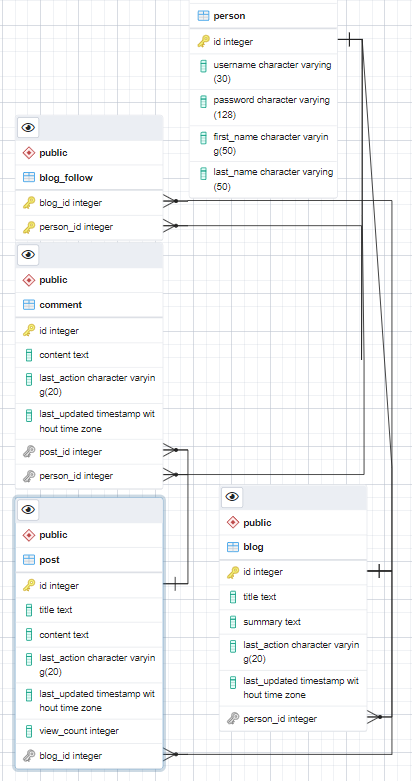 person
id integer
username character varying
(30)
password character varying
(128)
first_name character varyin
g(50)
last_name character varying
(50)
public
blog_follow
blog_id integer
person_id integer
public
comment
id integer
content text
last_action character varyin
g(20)
last_updated timestamp wit
hout time zone
post_id integer
person_id integer
public
post
id integer
title text
content text
last_action character varyin
g(20)
last_updated timestamp wit
hout time zone
view_count integer
blog_id integer
public
blog
id integer
title text
summary text
last_action character varyin
g(20)
last_updated timestamp wit
hout time zone
person_id integer